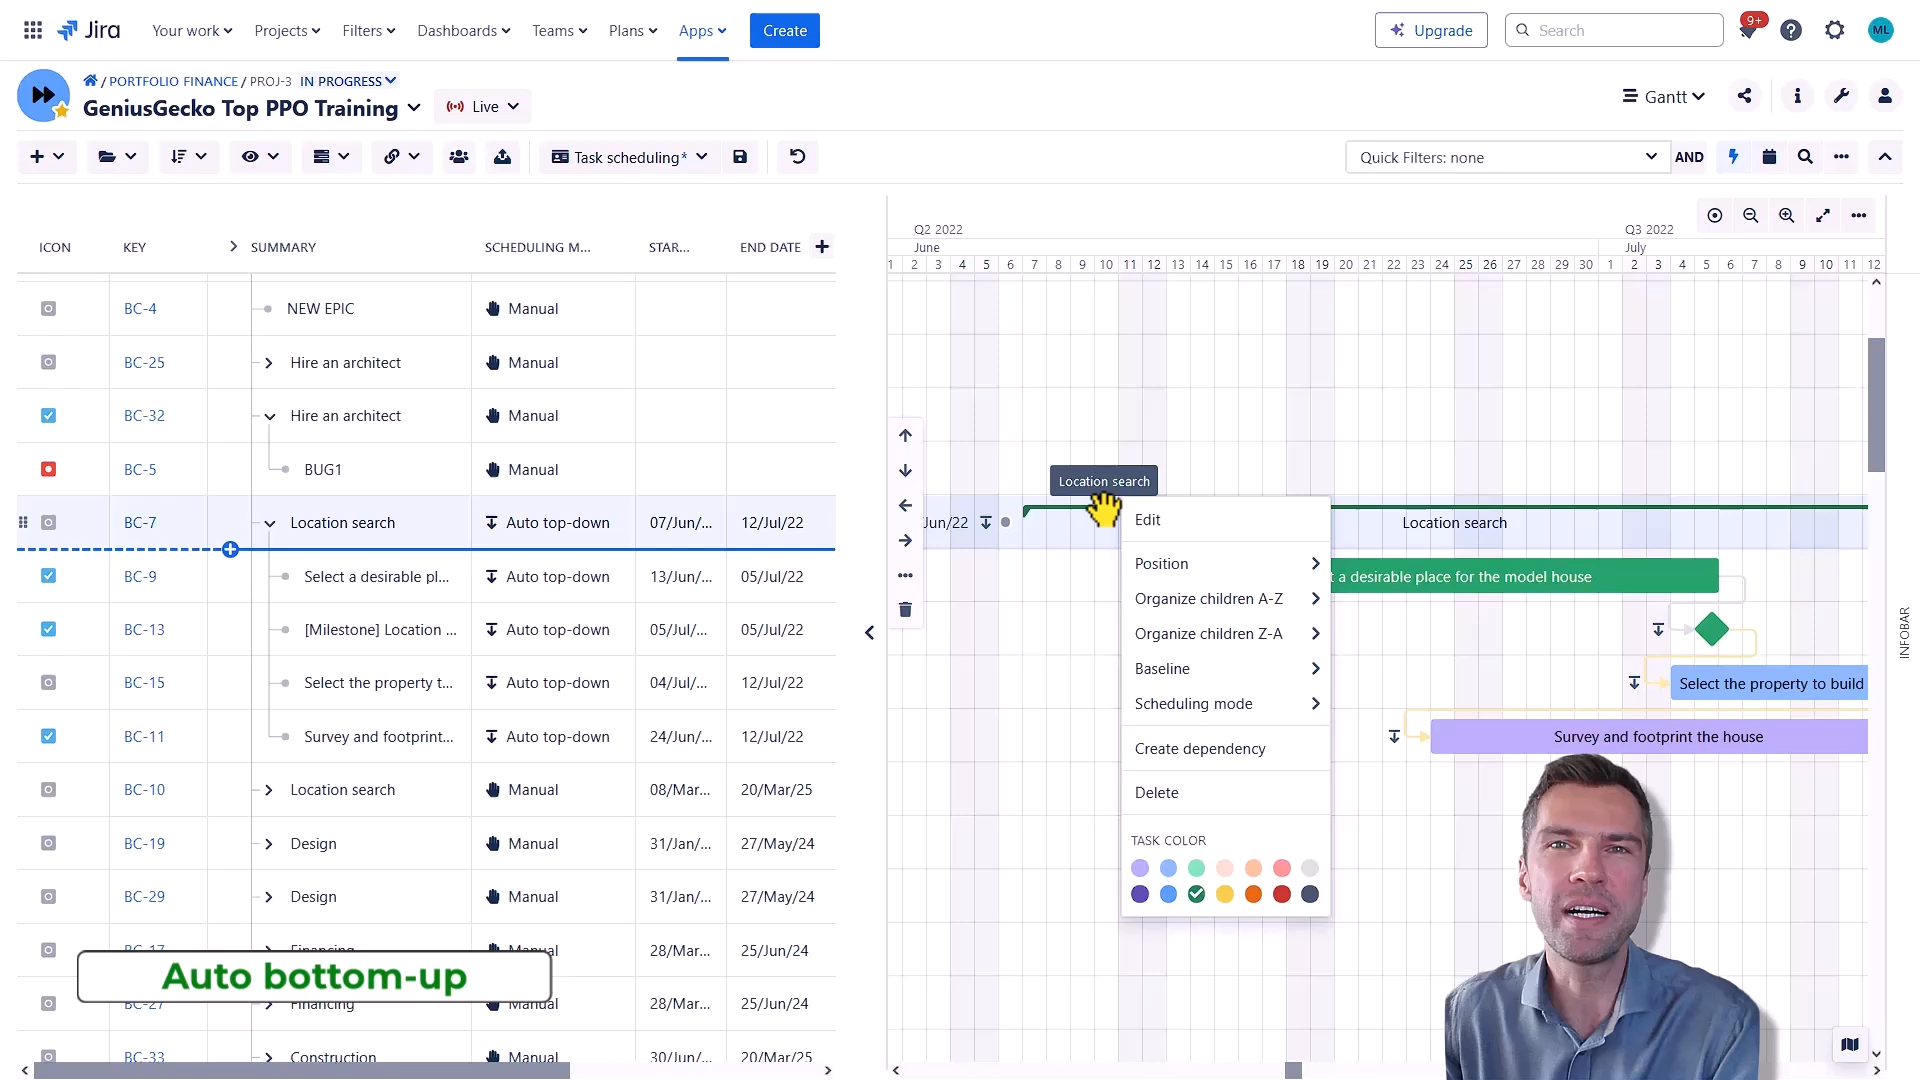 Jira
Your work
Projects
Filters
Dashboards
Teams
Plans
Apps
Create
Upgrade
Search
9+
ML
/ PORTFOLIO FINANCE / PROJ-3 IN PROGRESS
GeniusGecko Top PPO Training
Live
Gantt
Task scheduling*
Quick Filters: none
AND
ICON KEY SUMMARY SCHEDULING M... STAR... END DATE
Q2 2022 Q3 2022
June July
1 2 3 4 5 6 7 8 9 10 11 12 13 14 15 16 17 18 19 20 21 22 23 24 25 26 27 28 29 30 1 2 3 4 5 6 7 8 9 10 11 12
BC-4 NEW EPIC Manual
BC-25 Hire an architect Manual
BC-32 Hire an architect Manual
BC-5 BUG1 Manual
BC-7 Location search Auto top-down 07/Jun/... 12/Jul/22
BC-9 Select a desirable pl... Auto top-down 13/Jun/... 05/Jul/22
BC-13 [Milestone] Location ... Auto top-down 05/Jul/... 05/Jul/22
BC-15 Select the property t... Auto top-down 04/Jul/... 12/Jul/22
BC-11 Survey and footprint... Auto top-down 24/Jun/... 12/Jul/22
BC-10 Location search Manual 08/Mar... 20/Mar/25
BC-19 Design Manual 31/Jan/... 27/May/24
BC-29 Design Manual 31/Jan/... 27/May/24
BC-17 Financing Manual 28/Mar... 25/Jun/24
Auto bottom-up
BC-27 Financing Manual 28/Mar... 25/Jun/24
BC-33 Construction Manual 30/Jun/... 20/Mar/25
Location search
Jun/22
Location search
t a desirable place for the model house
Select the property to build
Survey and footprint the house
Edit
Position
Organize children A-Z
Organize children Z-A
Baseline
Scheduling mode
Create dependency
Delete
TASK COLOR
INFOBAR